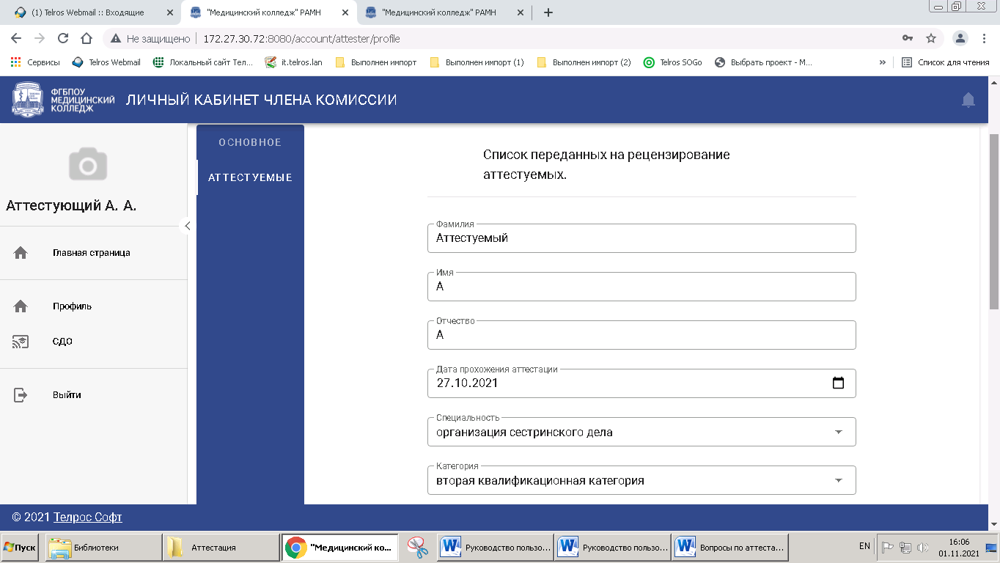 (1) Telros Webmail :: Входящие
"Медицинский колледж" РАМН
"Медицинский колледж" РАМН
Не защищено
172.27.30.72:8080/account/attester/profile
Сервисы
Telros Webmail
Локальный сайт Тел...
it.telros.lan
Выполнен импорт
Выполнен импорт (1)
Выполнен импорт (2)
Telros SOGo
Выбрать проект - М...
»
Список для чтения
ФГБПОУ
МЕДИЦИНСКИЙ
КОЛЛЕДЖ
ЛИЧНЫЙ КАБИНЕТ ЧЛЕНА КОМИССИИ
Аттестующий А. А.
Главная страница
Профиль
СДО
Выйти
ОСНОВНОЕ
АТТЕСТУЕМЫЕ
Список переданных на рецензирование
аттестуемых.
Фамилия
Аттестуемый
Имя
А
Отчество
А
Дата прохожения аттестации
27.10.2021
Специальность
организация сестринского дела
Категория
вторая квалификационная категория
© 2021 Телрос Софт
Пуск
Библиотеки
Аттестация
"Медицинский ко...
Руководство пользо...
Руководство пользо...
Вопросы по аттеста...
EN
16:06
01.11.2021